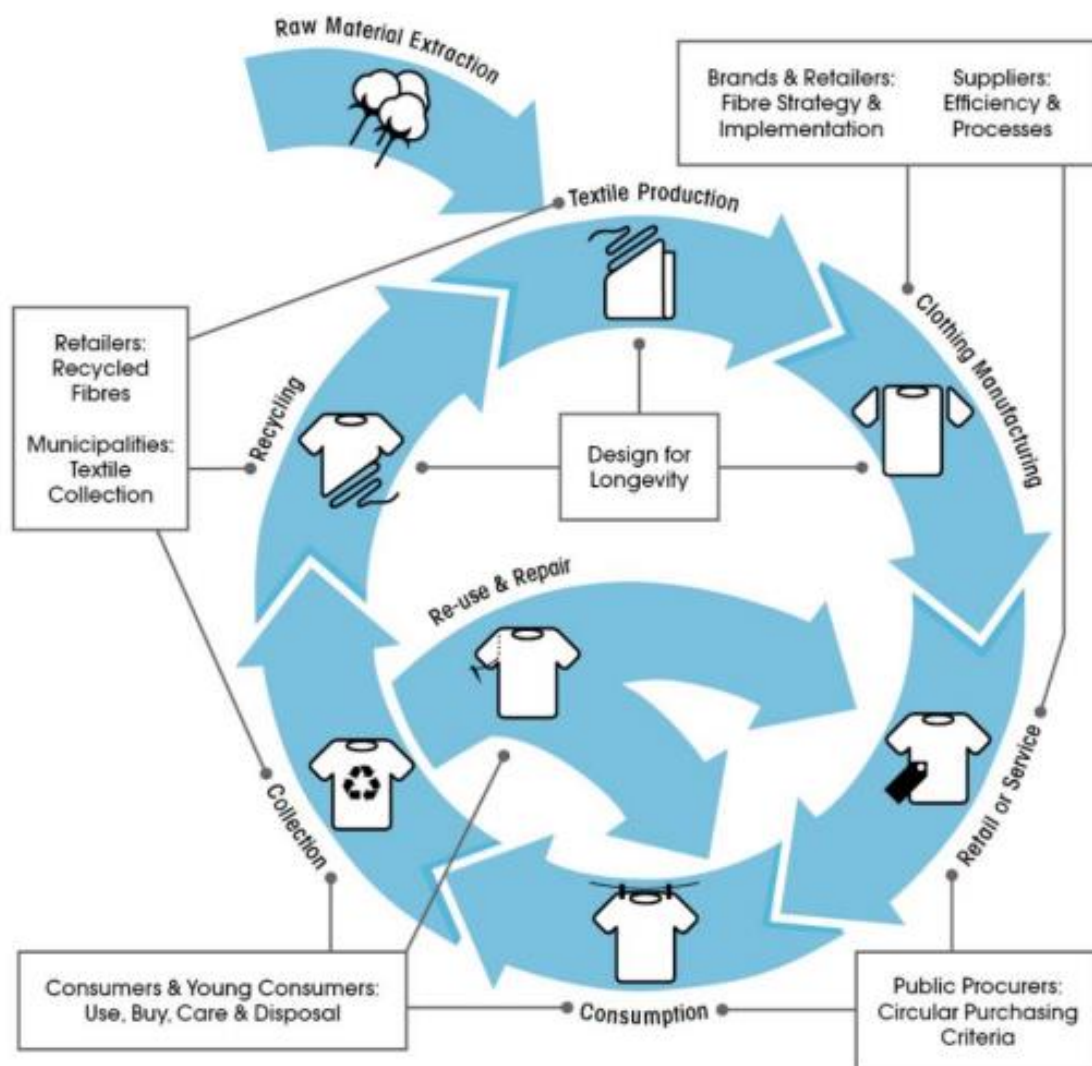 Raw Material Extraction
Brands & Retailers:
Fibre Strategy &
Implementation
Suppliers:
Efficiency &
Processes
Textile Production
Clothing Manufacturing
Retailers:
Recycled
Fibres
Municipalities:
Textile
Collection
Recycling
Design for
Longevity
Re-use & Repair
Retail or Service
Collection
Consumers & Young Consumers:
Use, Buy, Care & Disposal
Consumption
Public Procurers:
Circular Purchasing
Criteria